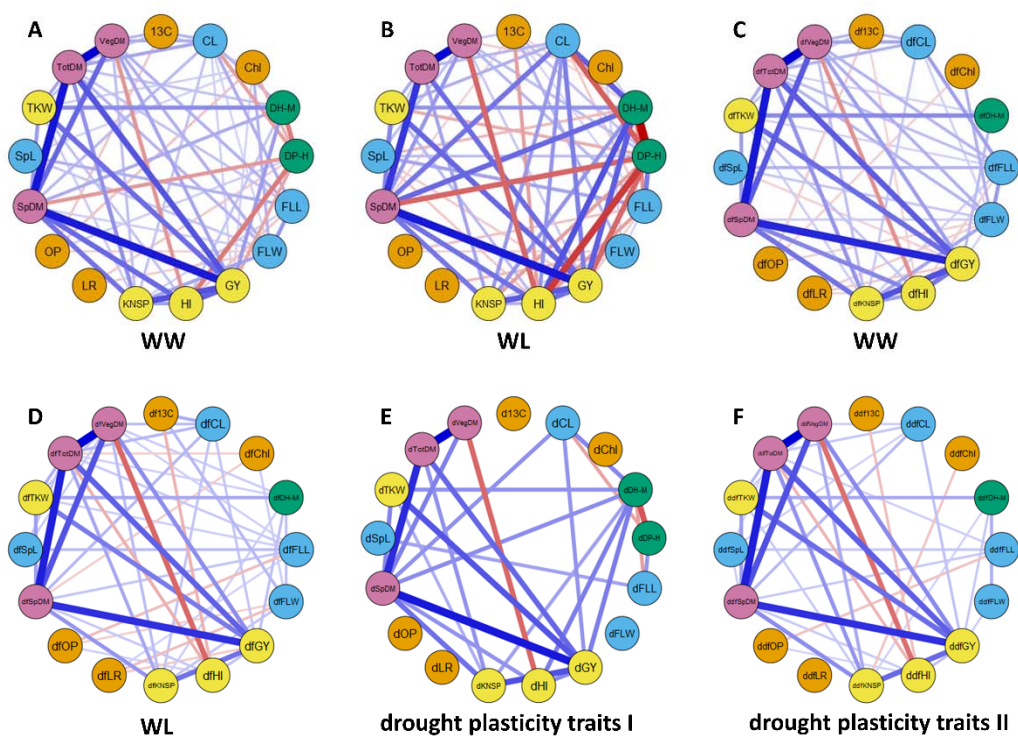 A
VegDM
13C
CL
Chl
DH-M
DP-H
FLL
FLW
GY
HI
KNSP
LR
OP
SpDM
SpL
TKW
TotDM
WW
B
VegDM
13C
CL
Chl
DH-M
DP-H
FLL
FLW
GY
HI
KNSP
LR
OP
SpDM
SpL
TKW
TotDM
WL
C
dfVegDM
df13C
dfCL
dfChl
dfDH-M
dfFLL
dfFLW
dfGY
dfHI
dfKNSP
dfLR
dfOP
dfSpDM
dfSpL
dfTKW
dfTotDM
WW
D
dfVegDM
df13C
dfCL
dfChl
dfDH-M
dfFLL
dfFLW
dfGY
dfHI
dfKNSP
dfLR
dfOP
dfSpDM
dfSpL
dfTKW
dfTotDM
WL
E
dVegDM
d13C
dCL
dChl
dDH-M
dDP-H
dFLL
dFLW
dGY
dHI
dKNSP
dLR
dOP
dSpDM
dSpL
dTKW
dTotDM
drought plasticity traits I
F
ddfVegDM
ddf13C
ddfCL
ddfChl
ddfDH-M
ddfFLL
ddfFLW
ddfGY
ddfHI
ddfKNSP
ddfLR
ddfOP
ddfSpDM
ddfSpL
ddfTKW
drought plasticity traits II